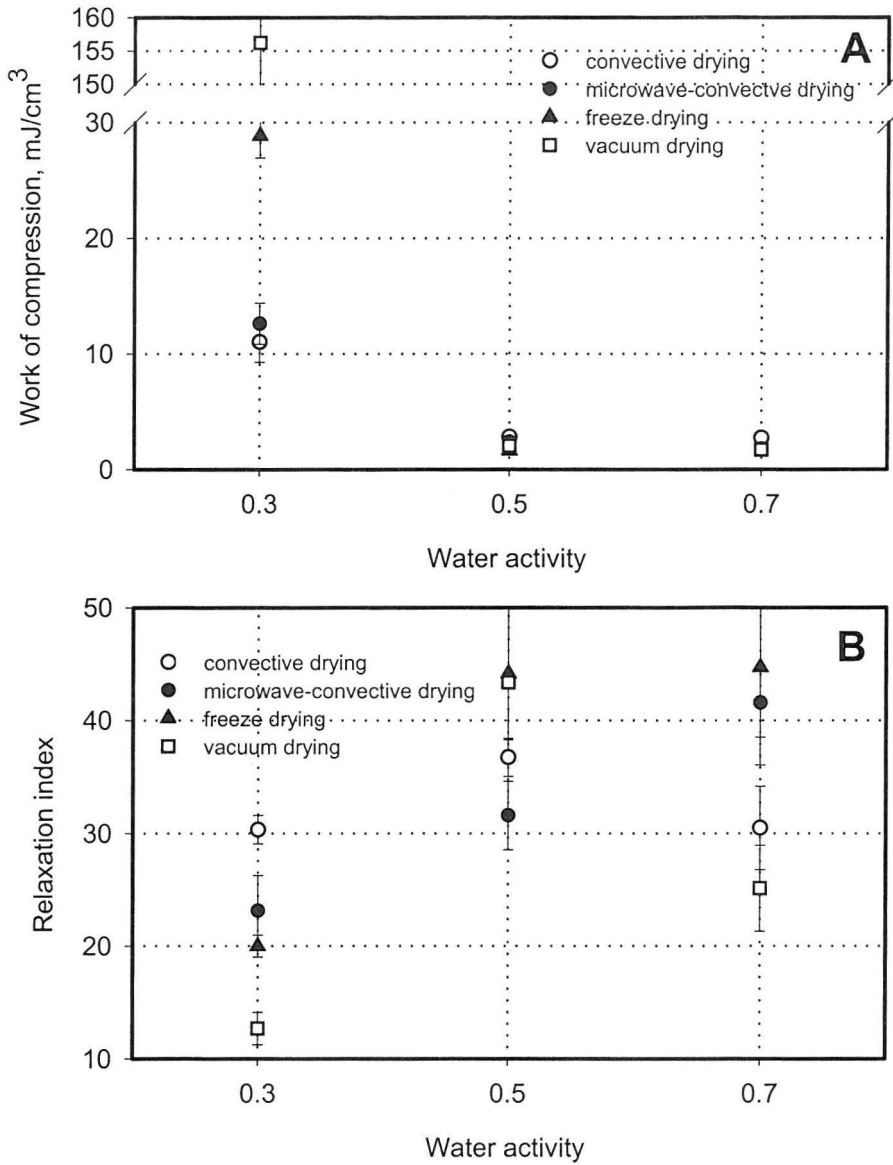 160
155
150
30
20
10
0
Work of compression, mJ/cm³
A
convective drying
microwave-convective drying
freeze drying
vacuum drying
0.3 0.5 0.7
Water activity
50
40
30
20
10
Relaxation index
B
convective drying
microwave-convective drying
freeze drying
vacuum drying
0.3 0.5 0.7
Water activity